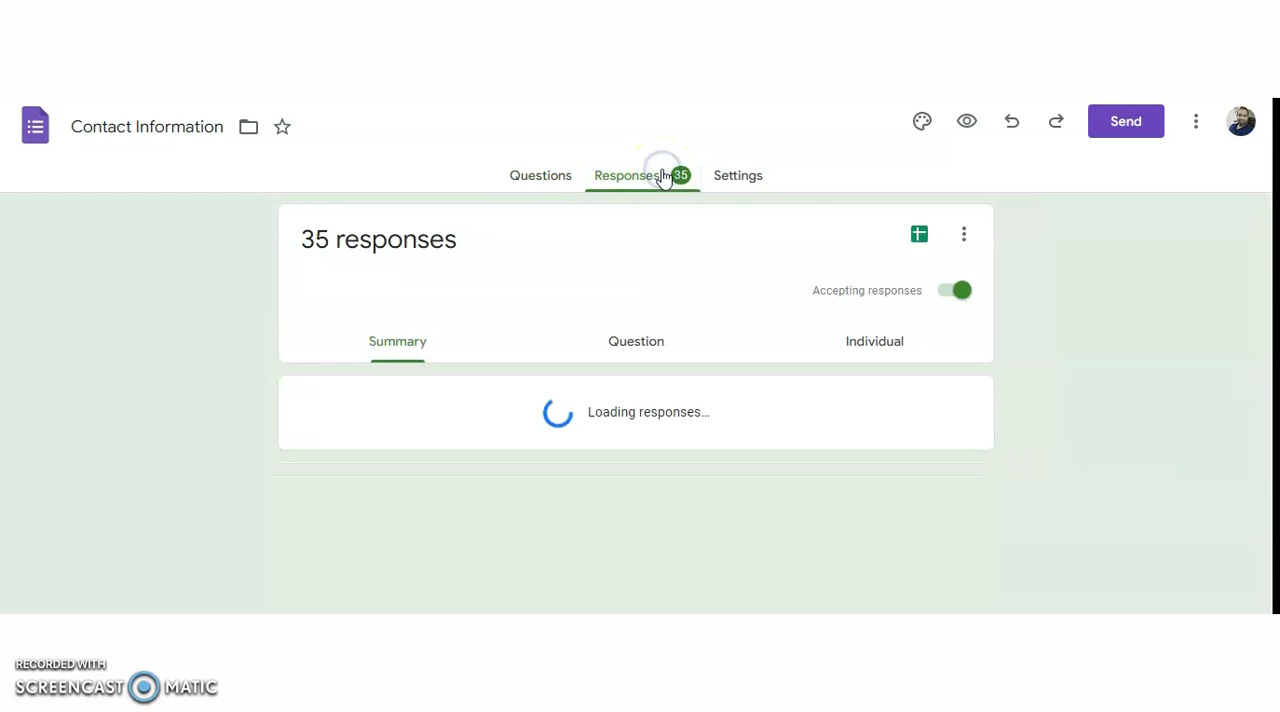 Contact Information
Send
Questions Responses 35 Settings
35 responses
Accepting responses
Summary Question Individual
Loading responses...
RECORDED WITH
SCREENCAST MATIC